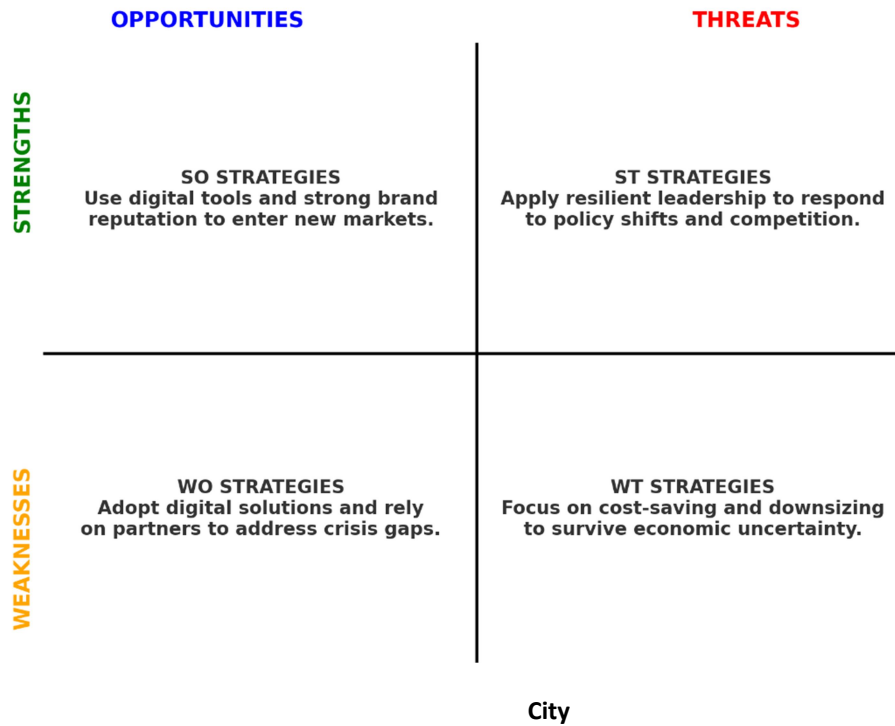 OPPORTUNITIES
THREATS
STRENGTHS
SO STRATEGIES
Use digital tools and strong brand
reputation to enter new markets.
ST STRATEGIES
Apply resilient leadership to respond
to policy shifts and competition.
WEAKNESSES
WO STRATEGIES
Adopt digital solutions and rely
on partners to address crisis gaps.
WT STRATEGIES
Focus on cost-saving and downsizing
to survive economic uncertainty.
City